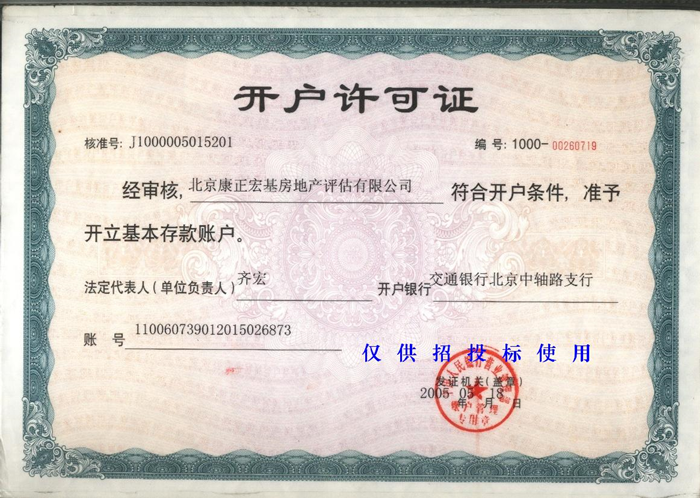 开户许可证
核准号: J1000005015201 编 号: 1000-00260719
经审核, 北京康正宏基房地产评估有限公司 符合开户条件, 准予
开立基本存款账户。
法定代表人(单位负责人) 齐宏 开户银行 交通银行北京中轴路支行
账 号 110060739012015026873
仅供招投标使用
发证机关(盖章)
2005 年 05 月 18 日